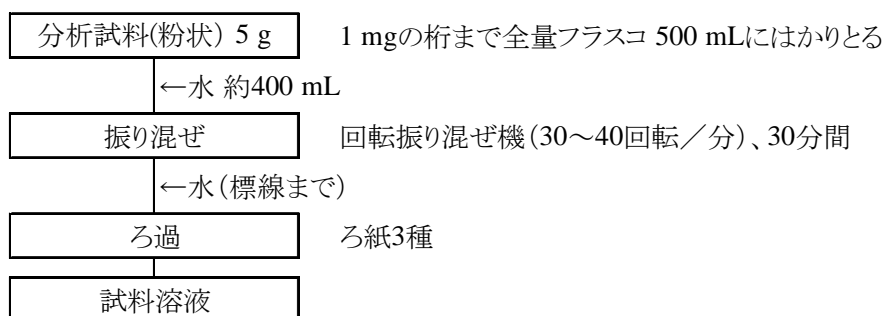 分析試料(粉状) 5 g　1 mgの桁まで全量フラスコ 500 mLにはかりとる
←水 約400 mL
振り混ぜ　回転振り混ぜ機(30～40回転／分)、30分間
←水(標線まで)
ろ過　ろ紙3種
試料溶液